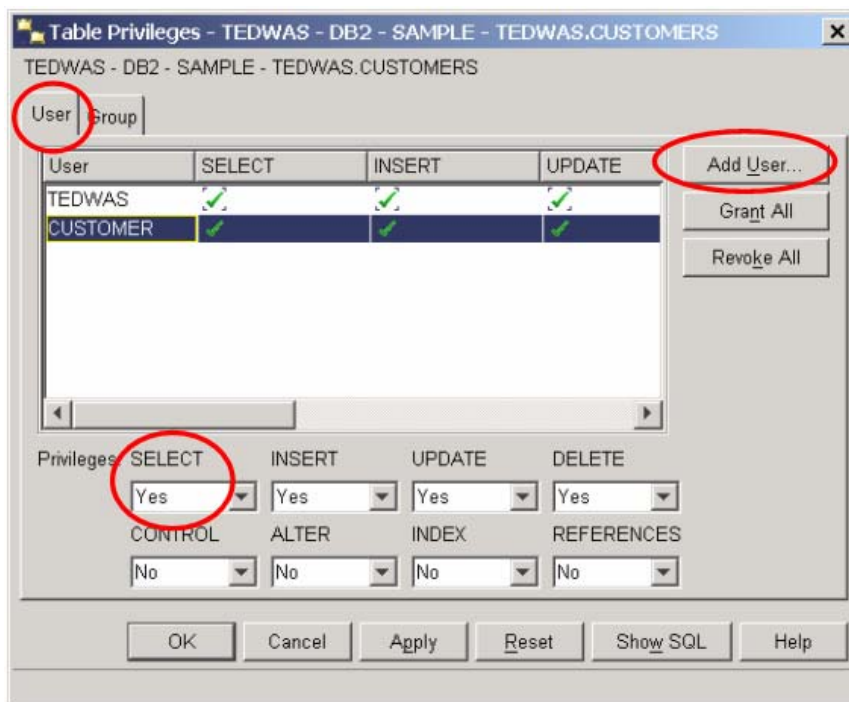 Table Privileges - TEDWAS - DB2 - SAMPLE - TEDWAS.CUSTOMERS
TEDWAS - DB2 - SAMPLE - TEDWAS.CUSTOMERS
User Group
User SELECT INSERT UPDATE
TEDWAS
CUSTOMER
Add User...
Grant All
Revoke All
Privileges: SELECT INSERT UPDATE DELETE
Yes Yes Yes Yes
CONTROL ALTER INDEX REFERENCES
No No No No
OK Cancel Apply Reset Show SQL Help